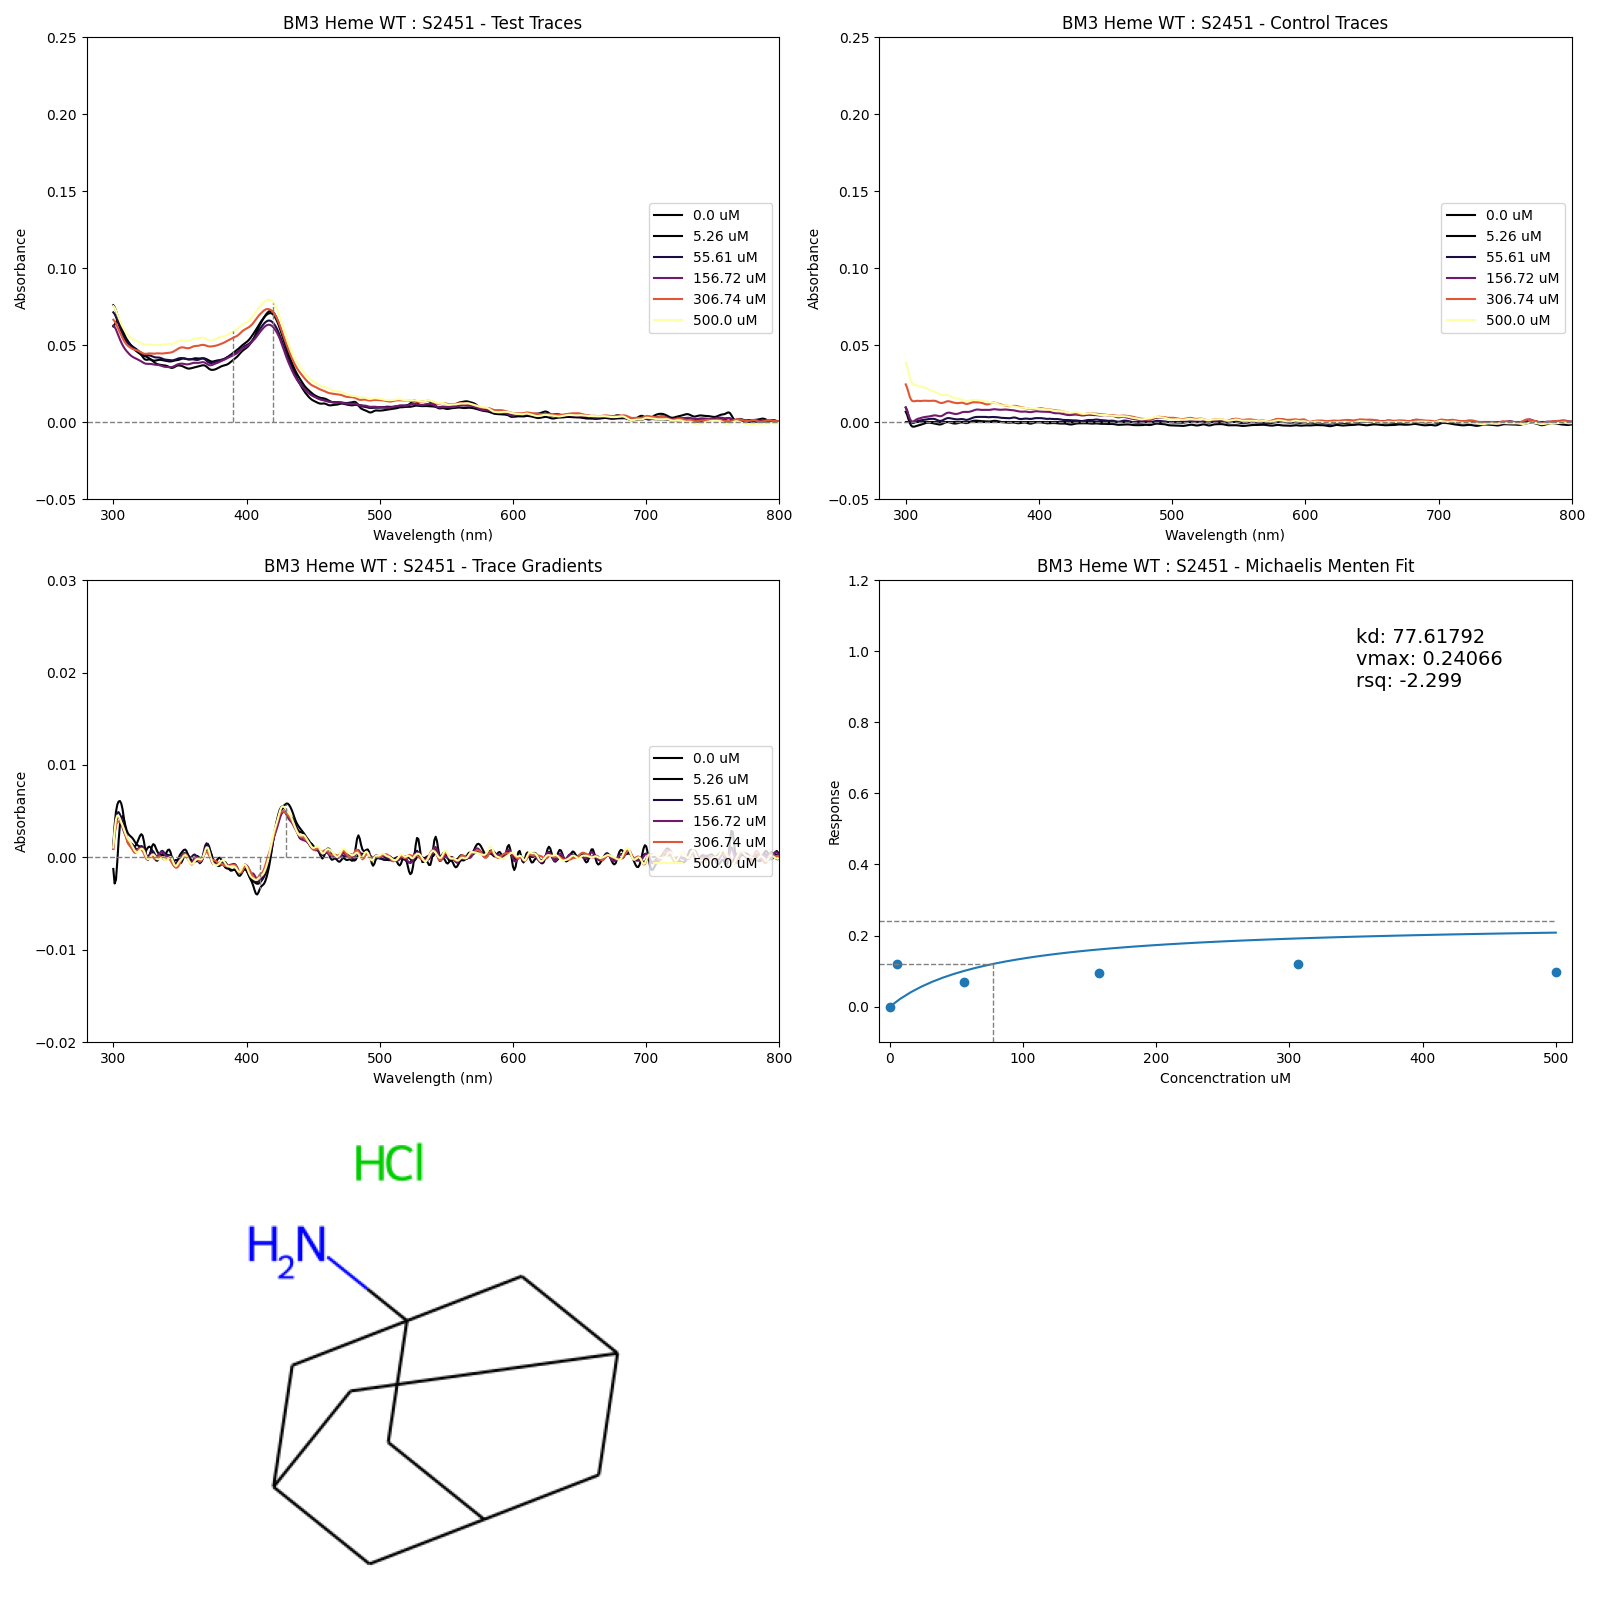 BM3 Heme WT : S2451 - Test Traces
0.25
0.20
0.15
0.10
0.05
0.00
−0.05
Absorbance
300 400 500 600 700 800
Wavelength (nm)
0.0 uM
5.26 uM
55.61 uM
156.72 uM
306.74 uM
500.0 uM
BM3 Heme WT : S2451 - Control Traces
0.25
0.20
0.15
0.10
0.05
0.00
−0.05
Absorbance
300 400 500 600 700 800
Wavelength (nm)
0.0 uM
5.26 uM
55.61 uM
156.72 uM
306.74 uM
500.0 uM
BM3 Heme WT : S2451 - Trace Gradients
0.03
0.02
0.01
0.00
−0.01
−0.02
Absorbance
300 400 500 600 700 800
Wavelength (nm)
0.0 uM
5.26 uM
55.61 uM
156.72 uM
306.74 uM
500.0 uM
BM3 Heme WT : S2451 - Michaelis Menten Fit
1.2
1.0
0.8
0.6
0.4
0.2
0.0
Response
0 100 200 300 400 500
Concenctration uM
kd: 77.61792
vmax: 0.24066
rsq: -2.299
HCl
H2N